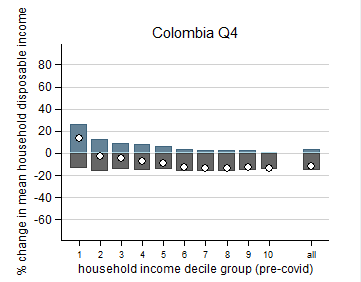 Colombia Q4
% change in mean household disposable income
80
60
40
20
0
-20
-40
-60
1 2 3 4 5 6 7 8 9 10 all
household income decile group (pre-covid)